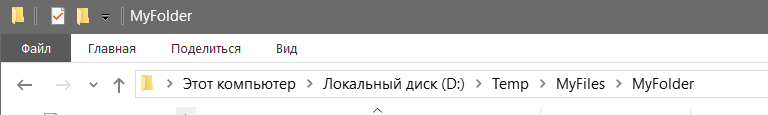 MyFolder
Файл Главная Поделиться Вид
Этот компьютер Локальный диск (D:) Temp MyFiles MyFolder